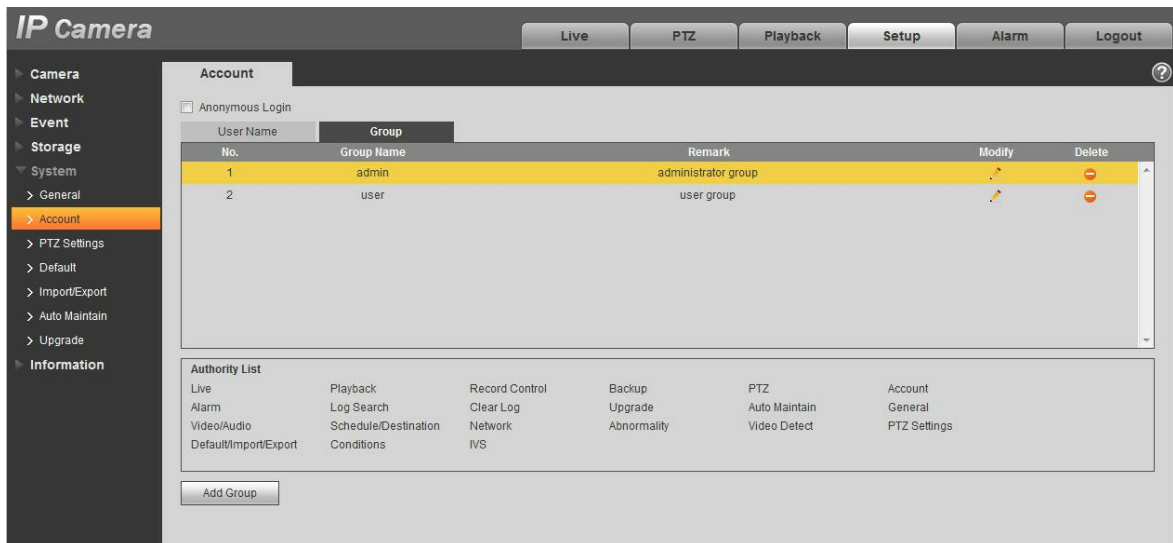 IP Camera
Live PTZ Playback Setup Alarm Logout
Camera
Network
Event
Storage
System
> General
> Account
> PTZ Settings
> Default
> Import/Export
> Auto Maintain
> Upgrade
Information
Account
?
Anonymous Login
User Name Group
No. Group Name Remark Modify Delete
1 admin administrator group
2 user user group
Authority List
Live Playback Record Control Backup PTZ Account
Alarm Log Search Clear Log Upgrade Auto Maintain General
Video/Audio Schedule/Destination Network Abnormality Video Detect PTZ Settings
Default/Import/Export Conditions IVS
Add Group